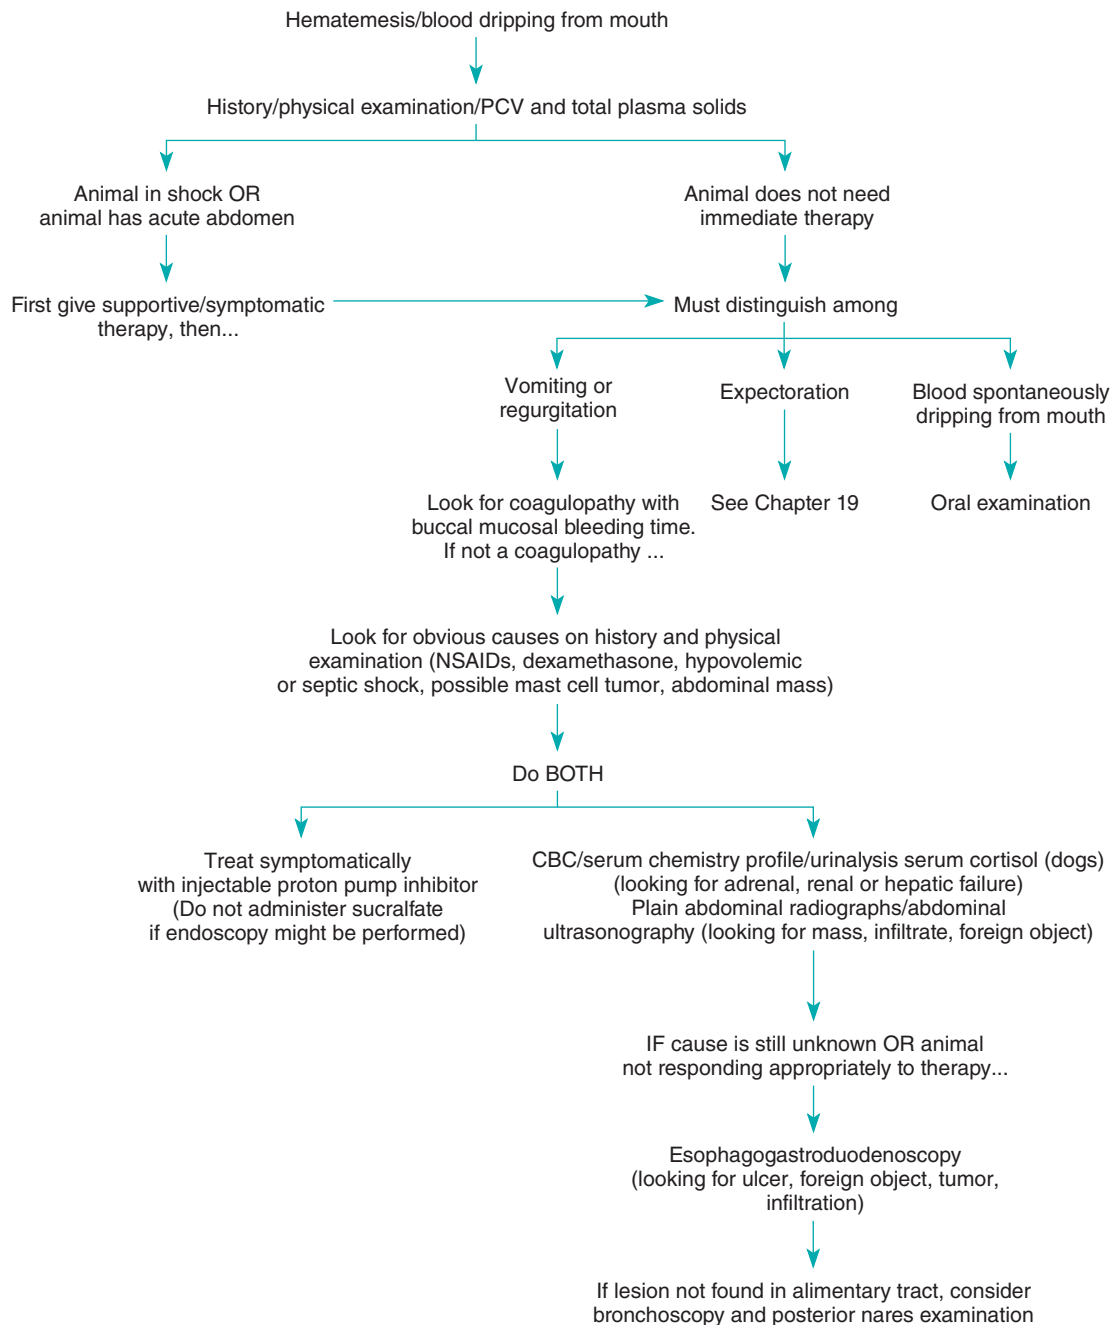 Hematemesis/blood dripping from mouth
History/physical examination/PCV and total plasma solids
Animal in shock OR
animal has acute abdomen
Animal does not need
immediate therapy
First give supportive/symptomatic
therapy, then...
Must distinguish among
Vomiting or
regurgitation
Expectoration
Blood spontaneously
dripping from mouth
Look for coagulopathy with
buccal mucosal bleeding time.
If not a coagulopathy ...
See Chapter 19
Oral examination
Look for obvious causes on history and physical
examination (NSAIDs, dexamethasone, hypovolemic
or septic shock, possible mast cell tumor, abdominal mass)
Do BOTH
Treat symptomatically
with injectable proton pump inhibitor
(Do not administer sucralfate
if endoscopy might be performed)
CBC/serum chemistry profile/urinalysis serum cortisol (dogs)
(looking for adrenal, renal or hepatic failure)
Plain abdominal radiographs/abdominal
ultrasonography (looking for mass, infiltrate, foreign object)
IF cause is still unknown OR animal
not responding appropriately to therapy...
Esophagogastroduodenoscopy
(looking for ulcer, foreign object, tumor,
infiltration)
If lesion not found in alimentary tract, consider
bronchoscopy and posterior nares examination